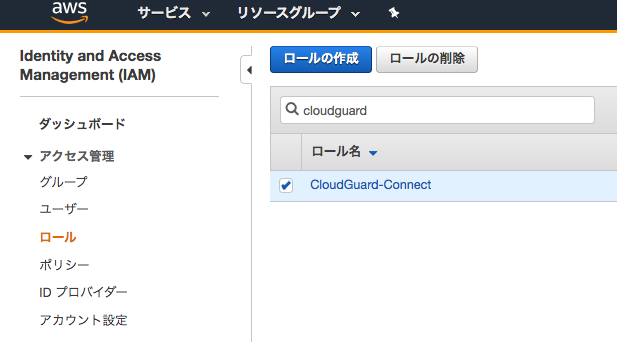 aws
サービス
リソースグループ
Identity and Access
Management (IAM)
ダッシュボード
アクセス管理
グループ
ユーザー
ロール
ポリシー
ID プロバイダー
アカウント設定
ロールの作成
ロールの削除
cloudguard
ロール名
CloudGuard-Connect